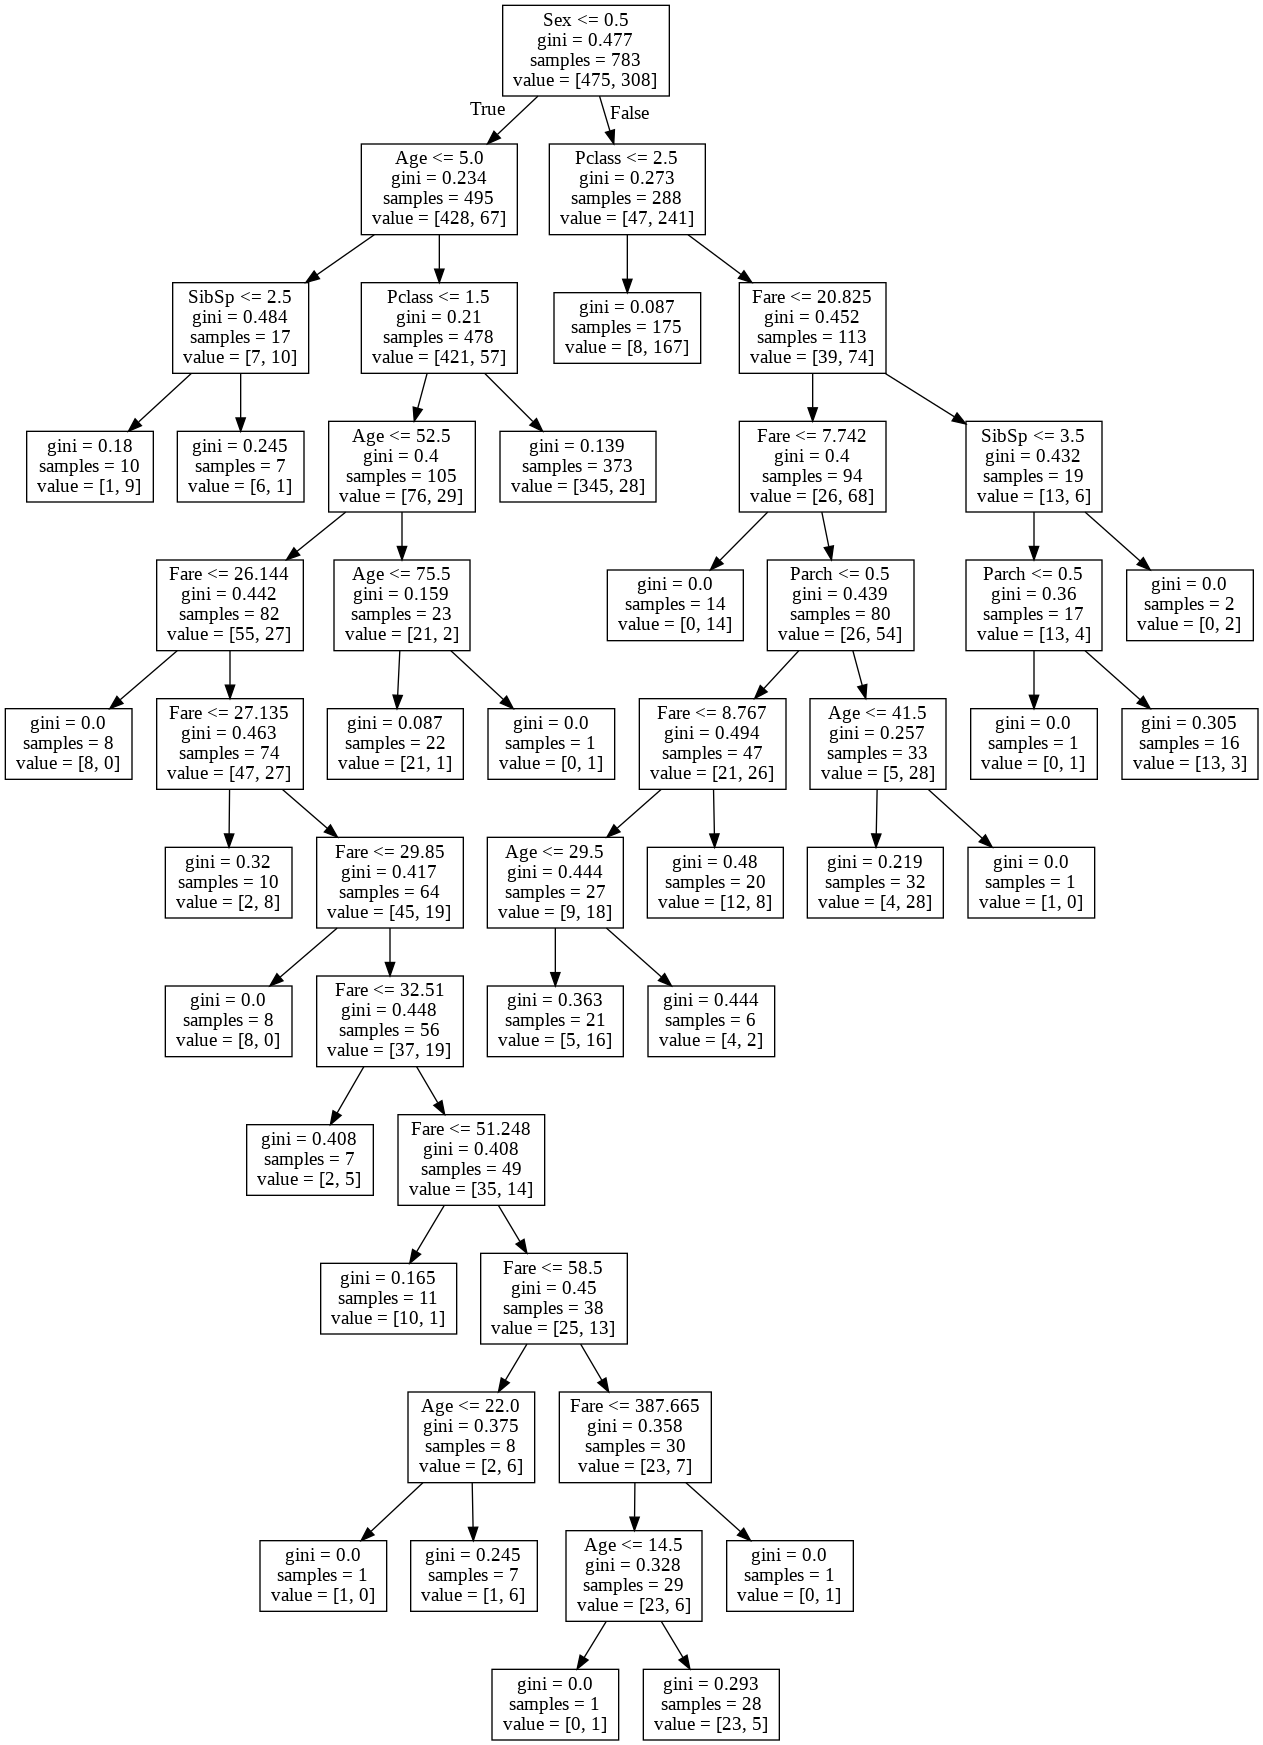 Sex <= 0.5
gini = 0.477
samples = 783
value = [475, 308]
True
False
Age <= 5.0
gini = 0.234
samples = 495
value = [428, 67]
Pclass <= 2.5
gini = 0.273
samples = 288
value = [47, 241]
SibSp <= 2.5
gini = 0.484
samples = 17
value = [7, 10]
Pclass <= 1.5
gini = 0.21
samples = 478
value = [421, 57]
gini = 0.087
samples = 175
value = [8, 167]
Fare <= 20.825
gini = 0.452
samples = 113
value = [39, 74]
gini = 0.18
samples = 10
value = [1, 9]
gini = 0.245
samples = 7
value = [6, 1]
Age <= 52.5
gini = 0.4
samples = 105
value = [76, 29]
gini = 0.139
samples = 373
value = [345, 28]
Fare <= 7.742
gini = 0.4
samples = 94
value = [26, 68]
SibSp <= 3.5
gini = 0.432
samples = 19
value = [13, 6]
Fare <= 26.144
gini = 0.442
samples = 82
value = [55, 27]
Age <= 75.5
gini = 0.159
samples = 23
value = [21, 2]
gini = 0.0
samples = 14
value = [0, 14]
Parch <= 0.5
gini = 0.439
samples = 80
value = [26, 54]
Parch <= 0.5
gini = 0.36
samples = 17
value = [13, 4]
gini = 0.0
samples = 2
value = [0, 2]
gini = 0.0
samples = 8
value = [8, 0]
Fare <= 27.135
gini = 0.463
samples = 74
value = [47, 27]
gini = 0.087
samples = 22
value = [21, 1]
gini = 0.0
samples = 1
value = [0, 1]
Fare <= 8.767
gini = 0.494
samples = 47
value = [21, 26]
Age <= 41.5
gini = 0.257
samples = 33
value = [5, 28]
gini = 0.0
samples = 1
value = [0, 1]
gini = 0.305
samples = 16
value = [13, 3]
gini = 0.32
samples = 10
value = [2, 8]
Fare <= 29.85
gini = 0.417
samples = 64
value = [45, 19]
Age <= 29.5
gini = 0.444
samples = 27
value = [9, 18]
gini = 0.48
samples = 20
value = [12, 8]
gini = 0.219
samples = 32
value = [4, 28]
gini = 0.0
samples = 1
value = [1, 0]
gini = 0.0
samples = 8
value = [8, 0]
Fare <= 32.51
gini = 0.448
samples = 56
value = [37, 19]
gini = 0.363
samples = 21
value = [5, 16]
gini = 0.444
samples = 6
value = [4, 2]
gini = 0.408
samples = 7
value = [2, 5]
Fare <= 51.248
gini = 0.408
samples = 49
value = [35, 14]
gini = 0.165
samples = 11
value = [10, 1]
Fare <= 58.5
gini = 0.45
samples = 38
value = [25, 13]
Age <= 22.0
gini = 0.375
samples = 8
value = [2, 6]
Fare <= 387.665
gini = 0.358
samples = 30
value = [23, 7]
gini = 0.0
samples = 1
value = [1, 0]
gini = 0.245
samples = 7
value = [1, 6]
Age <= 14.5
gini = 0.328
samples = 29
value = [23, 6]
gini = 0.0
samples = 1
value = [0, 1]
gini = 0.0
samples = 1
value = [0, 1]
gini = 0.293
samples = 28
value = [23, 5]